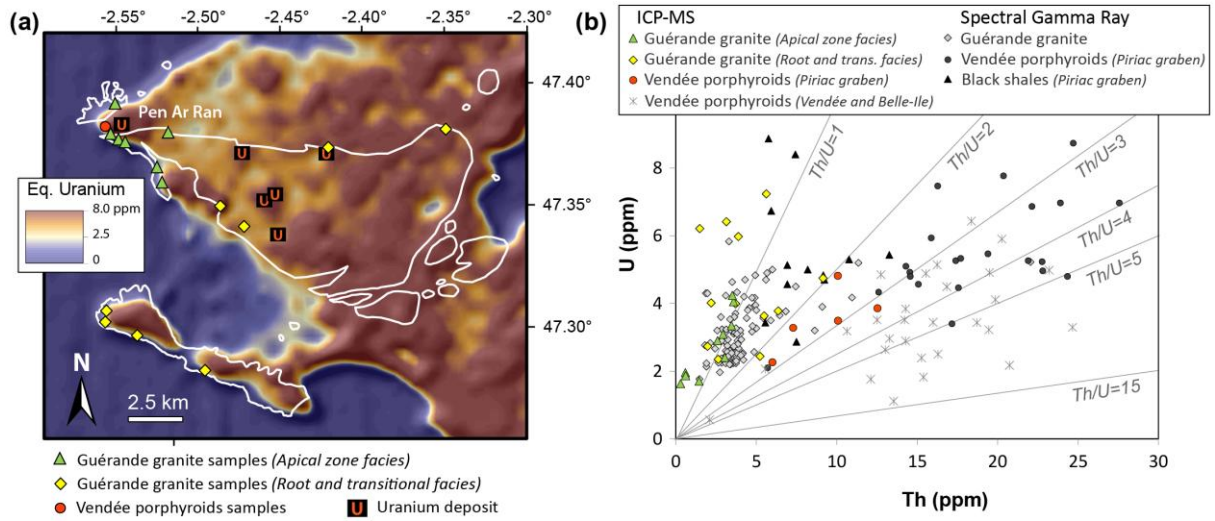 (a)
-2.55° -2.50° -2.45° -2.40° -2.35° -2.30°
47.40°
47.35°
47.30°
Pen Ar Ran
U
U
U
U
U
U
Eq. Uranium
8.0 ppm
2.5
0
N
2.5 km
Guérande granite samples (Apical zone facies)
Guérande granite samples (Root and transitional facies)
Vendée porphyroids samples
U Uranium deposit
(b)
ICP-MS
Guérande granite (Apical zone facies)
Guérande granite (Root and trans. facies)
Vendée porphyroids (Piriac graben)
Vendée porphyroids (Vendée and Belle-Ile)
Spectral Gamma Ray
Guérande granite
Vendée porphyroids (Piriac graben)
Black shales (Piriac graben)
Th/U=1
Th/U=2
Th/U=3
Th/U=4
Th/U=5
Th/U=15
U (ppm)
8
6
4
2
0
0 5 10 15 20 25 30
Th (ppm)